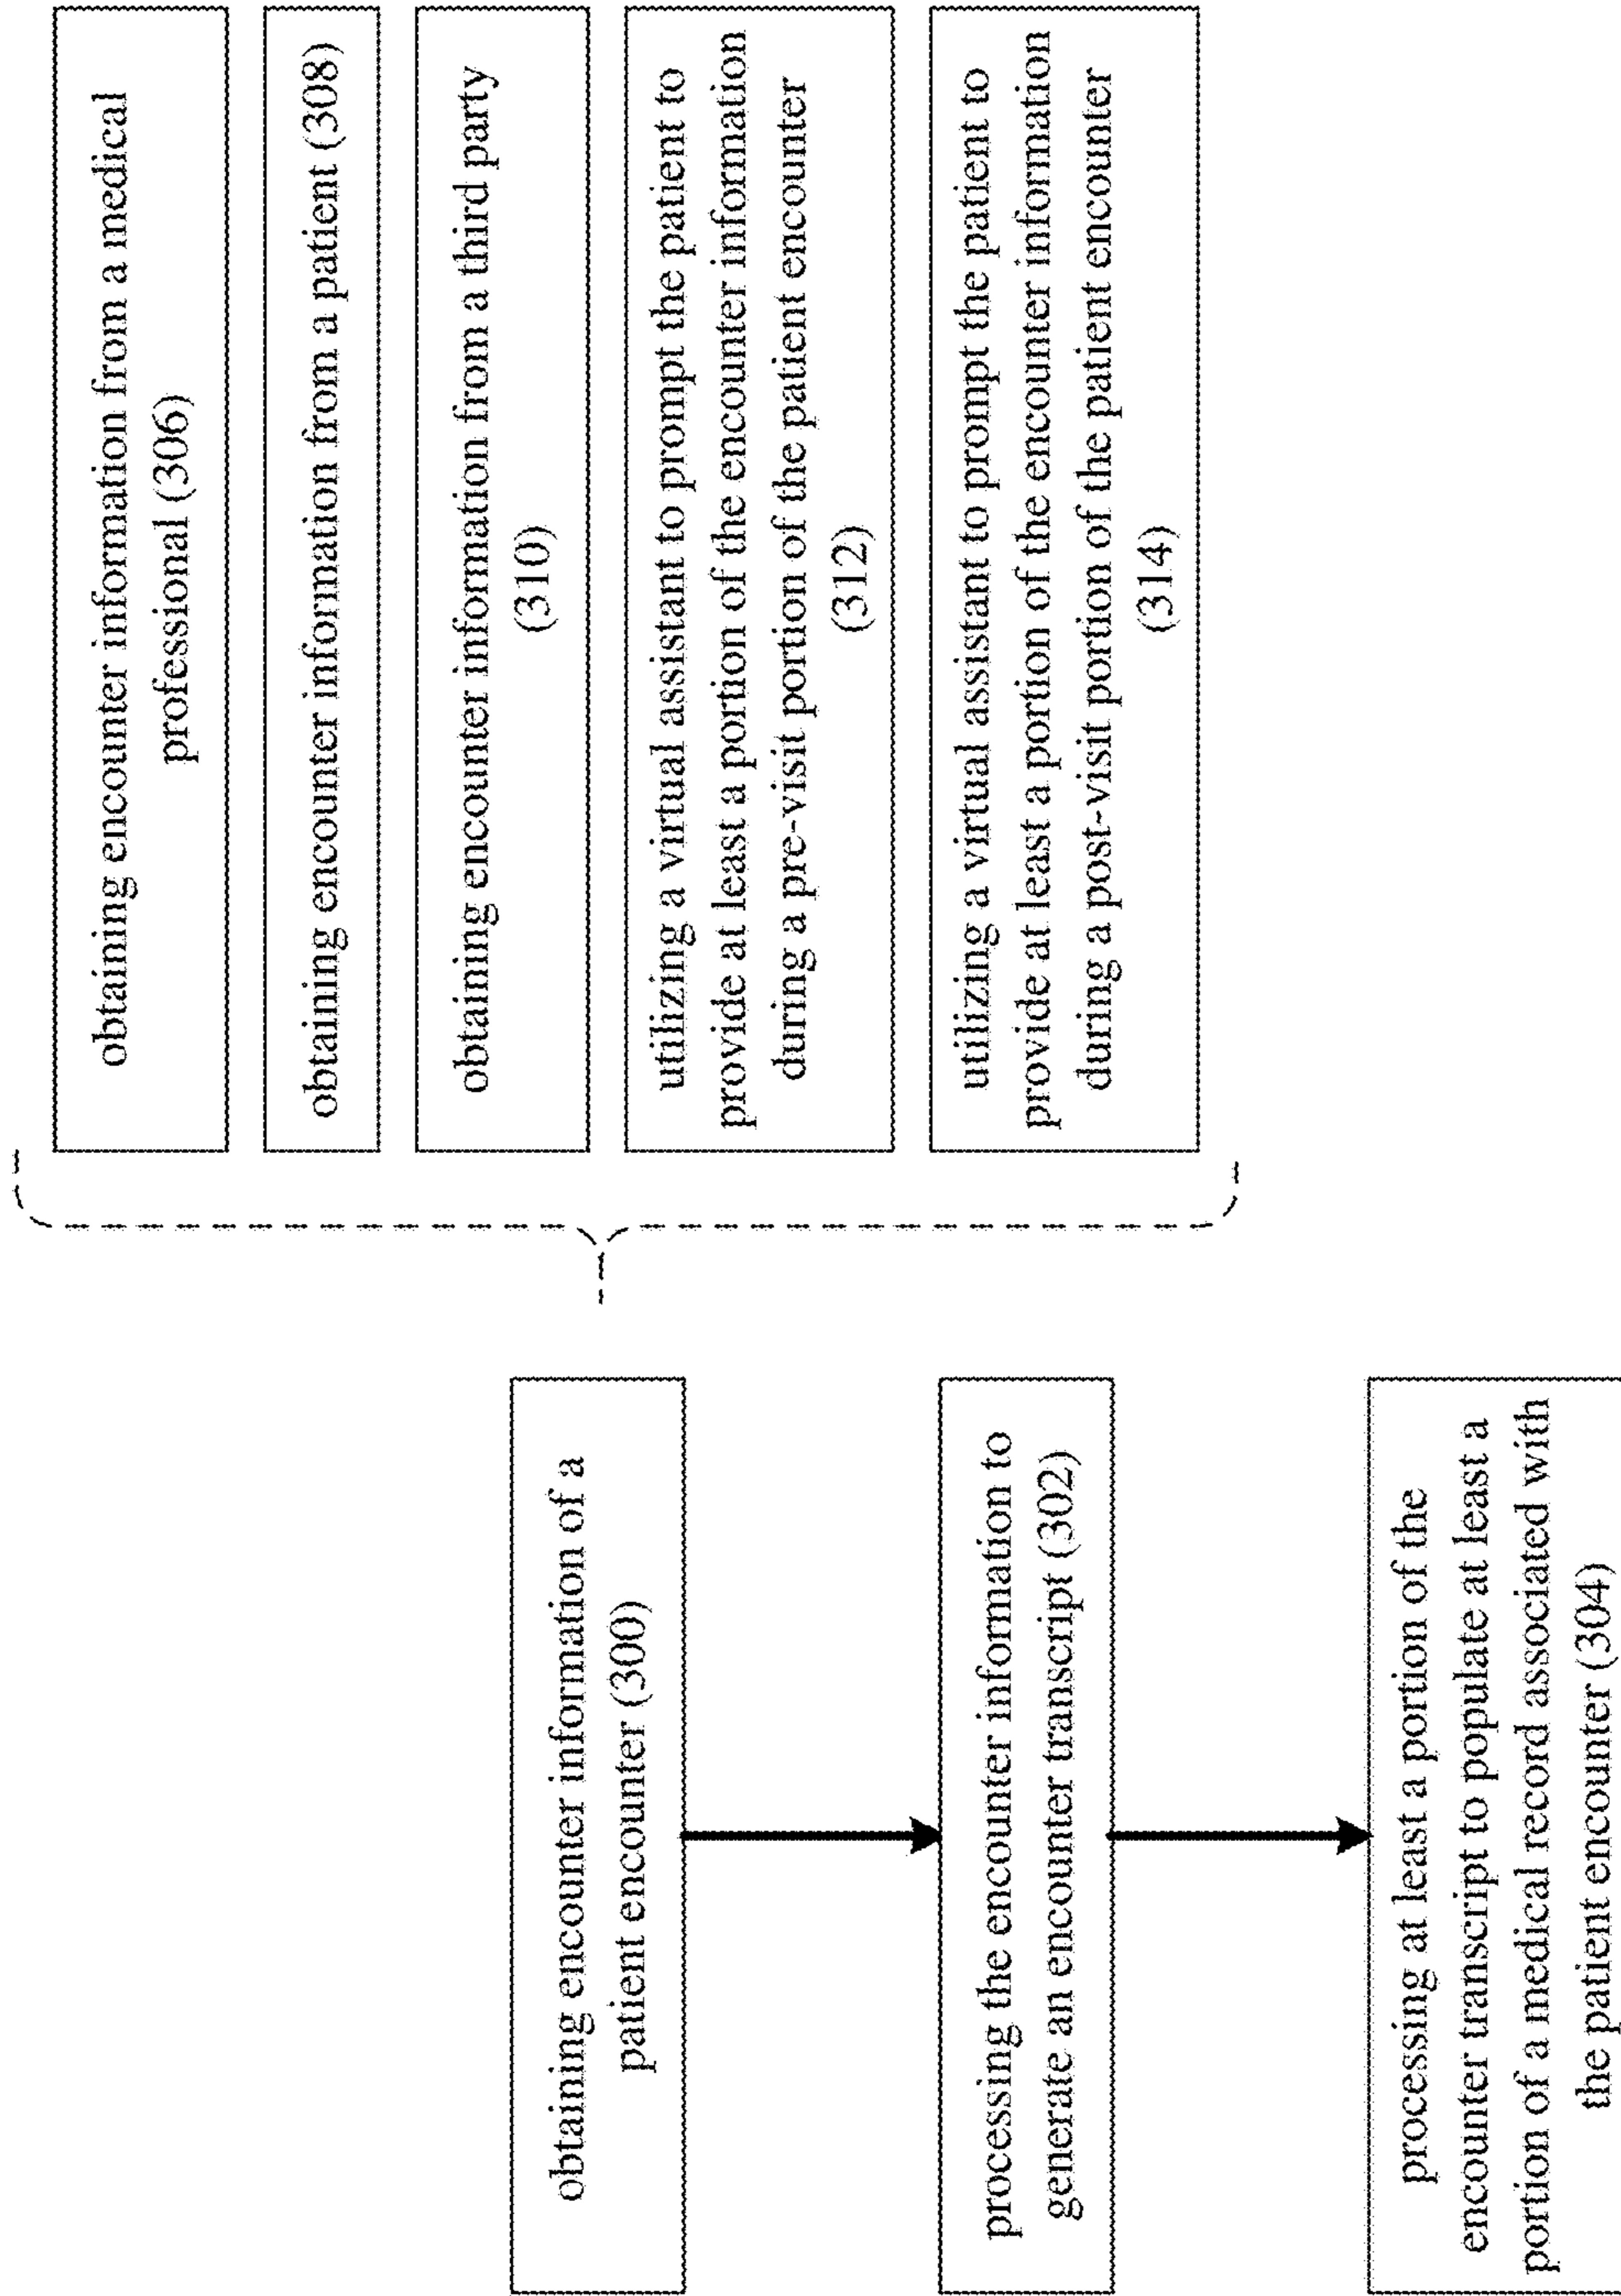 obtaining encounter information of a
patient encounter (300)
processing the encounter information to
generate an encounter transcript (302)
processing at least a portion of the
encounter transcript to populate at least a
portion of a medical record associated with
the patient encounter (304)
obtaining encounter information from a medical
professional (306)
obtaining encounter information from a patient (308)
obtaining encounter information from a third party
(310)
utilizing a virtual assistant to prompt the patient to
provide at least a portion of the encounter information
during a pre-visit portion of the patient encounter
(312)
utilizing a virtual assistant to prompt the patient to
provide at least a portion of the encounter information
during a post-visit portion of the patient encounter
(314)